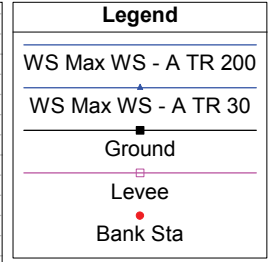 Legend
WS Max WS - A TR 200
WS Max WS - A TR 30
Ground
Levee
Bank Sta